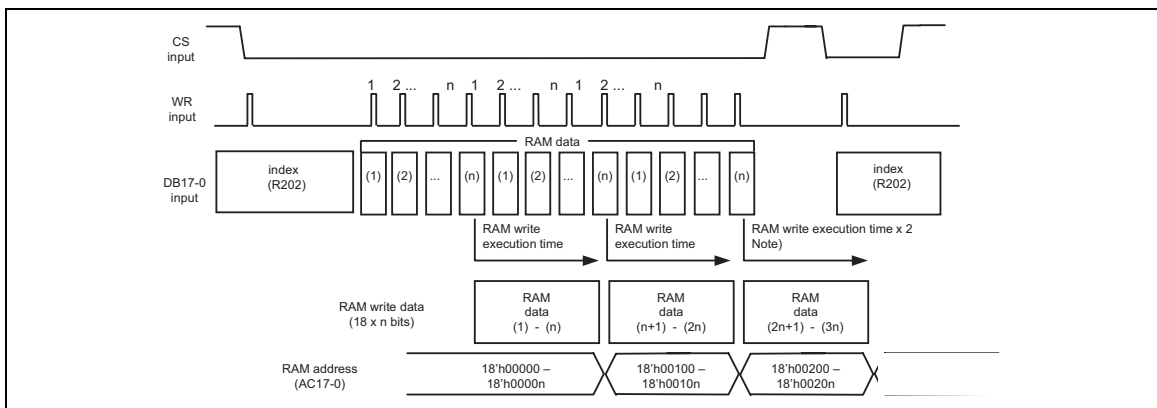 CS
input
1 2 ... n 1 2 ... n 1 2 ... n
WR
input
RAM data
DB17-0
input
index
(R202)
(1) (2) ... (n) (1) (2) ... (n) (1) (2) ... (n)
index
(R202)
RAM write
execution time
RAM write
execution time
RAM write execution time x 2
Note)
RAM write data
(18 x n bits)
RAM
data
(1) - (n)
RAM
data
(n+1) - (2n)
RAM
data
(2n+1) - (3n)
RAM address
(AC17-0)
18'h00000 –
18'h0000n
18'h00100 –
18'h0010n
18'h00200 –
18'h0020n